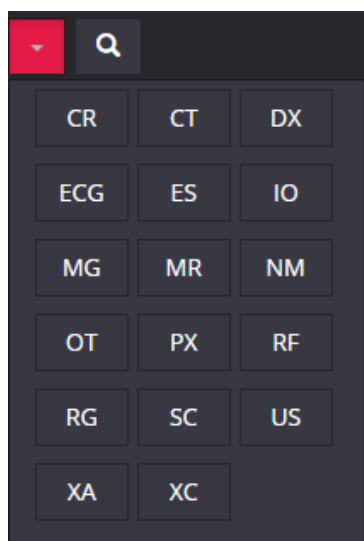 CR CT DX
ECG ES IO
MG MR NM
OT PX RF
RG SC US
XA XC